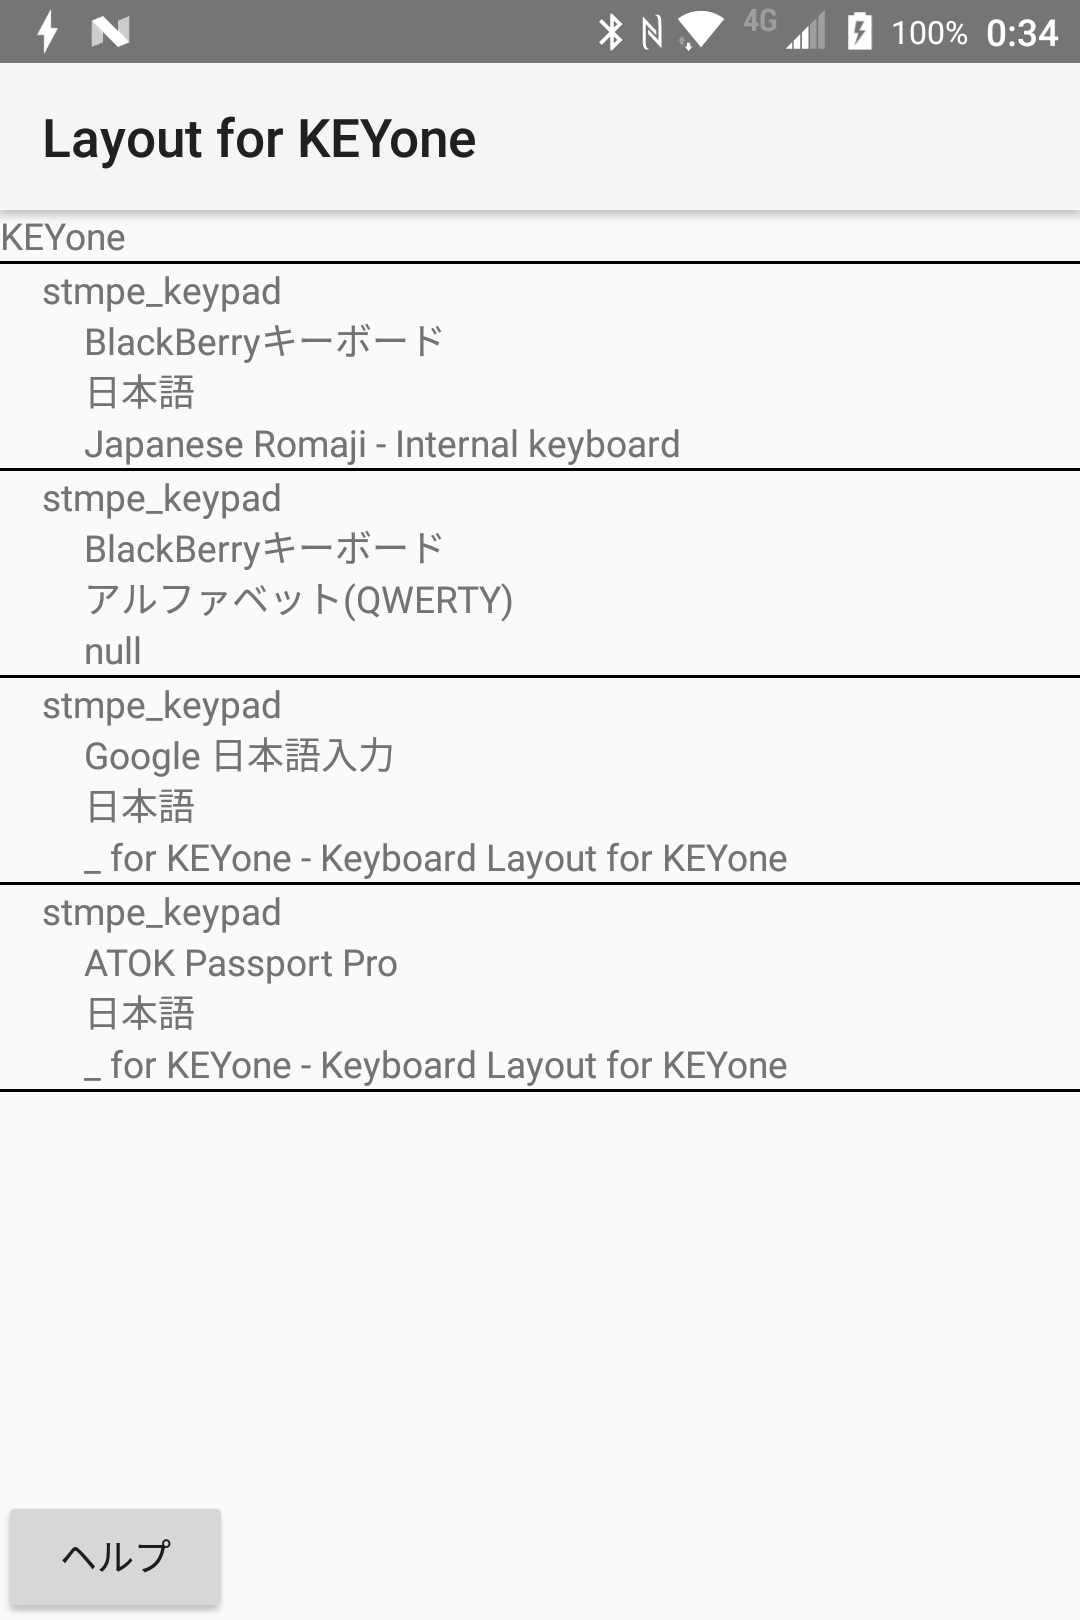 4G 100% 0:34
Layout for KEYone
KEYone
stmpe_keypad
BlackBerryキーボード
日本語
Japanese Romaji - Internal keyboard
stmpe_keypad
BlackBerryキーボード
アルファベット(QWERTY)
null
stmpe_keypad
Google 日本語入力
日本語
_ for KEYone - Keyboard Layout for KEYone
stmpe_keypad
ATOK Passport Pro
日本語
_ for KEYone - Keyboard Layout for KEYone
ヘルプ